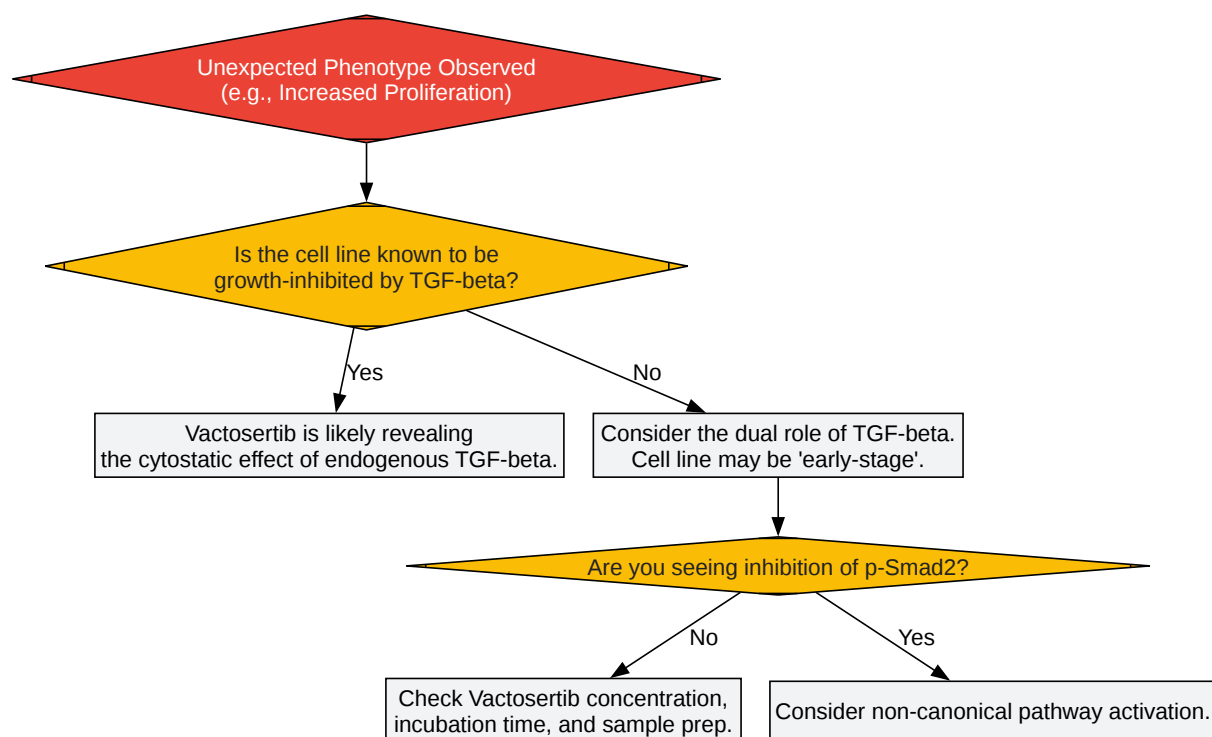 Unexpected Phenotype Observed
(e.g., Increased Proliferation)
Is the cell line known to be
growth-inhibited by TGF-beta?
Yes
No
Vactosertib is likely revealing
the cytostatic effect of endogenous TGF-beta.
Consider the dual role of TGF-beta.
Cell line may be 'early-stage'.
Are you seeing inhibition of p-Smad2?
No
Yes
Check Vactosertib concentration,
incubation time, and sample prep.
Consider non-canonical pathway activation.